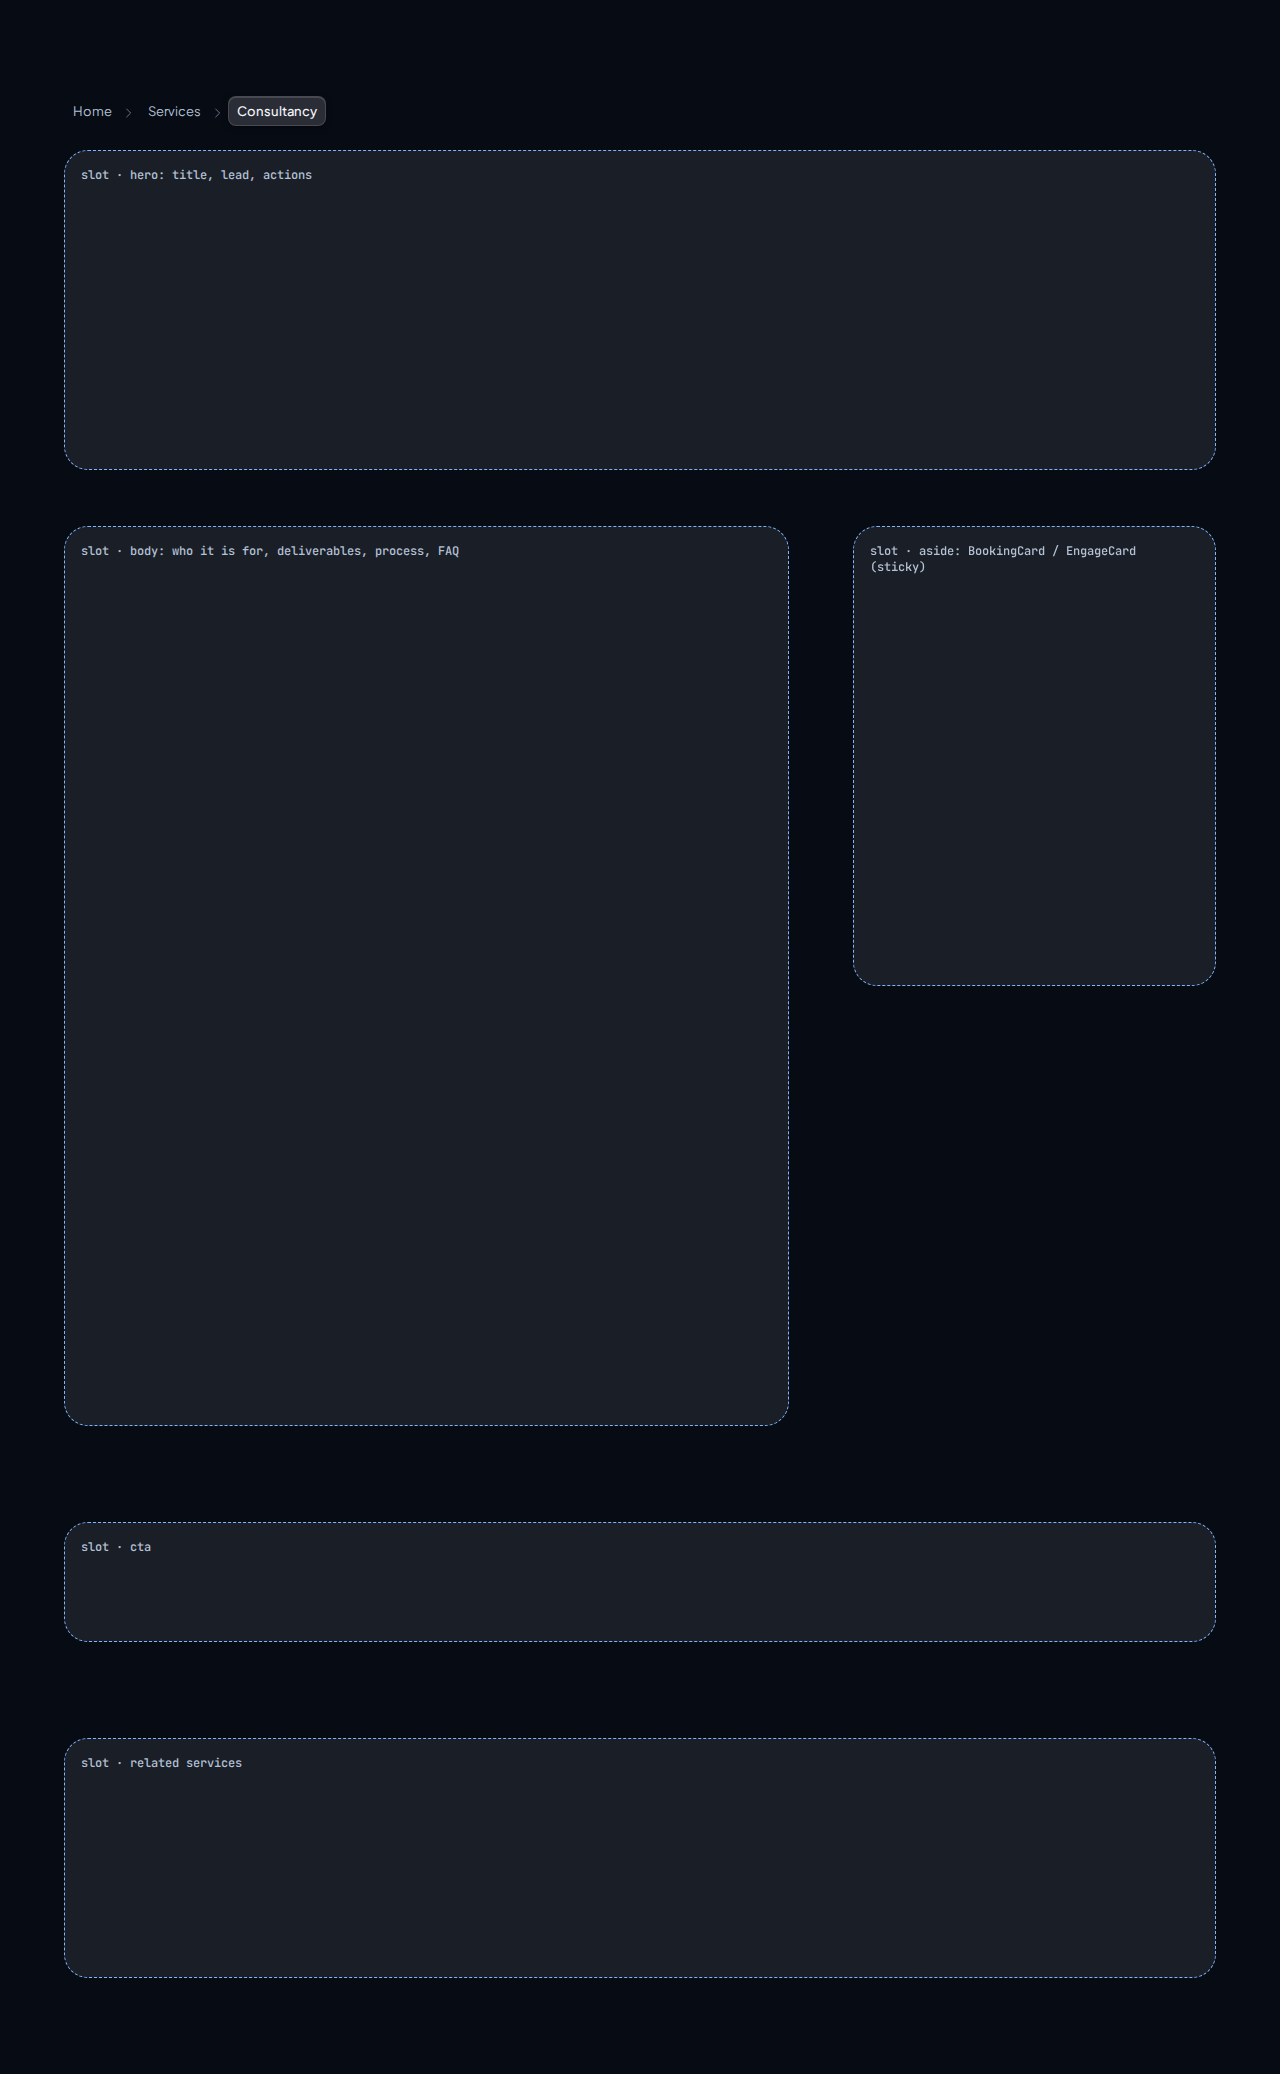 Home
Services
Consultancy
slot · hero: title, lead, actions
slot · body: who it is for, deliverables, process, FAQ
slot · aside: BookingCard / EngageCard
(sticky)
slot · cta
slot · related services